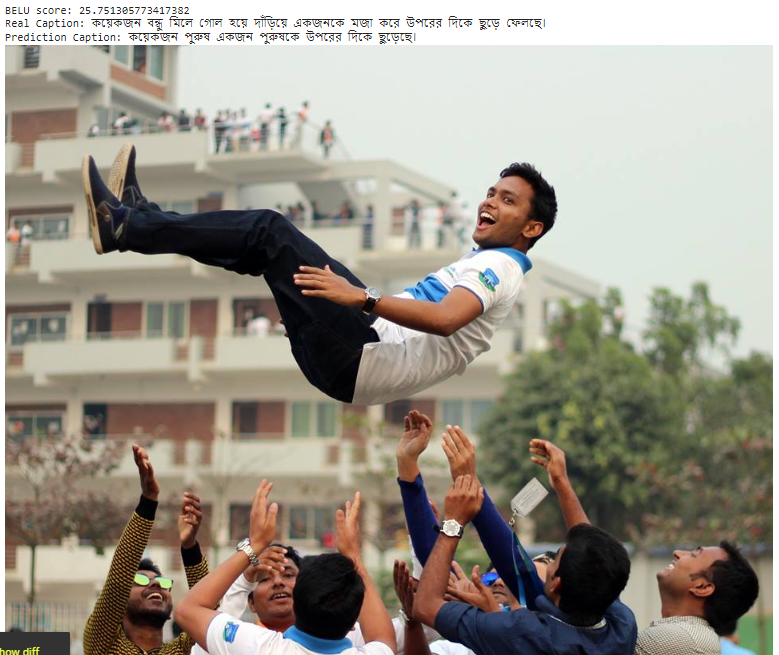 BELU score: 25.751305773417382
Real Caption: কয়েকজন বন্ধু মিলে গোল হয়ে দাঁড়িয়ে একজনকে মজা করে উপরের দিকে ছুড়ে ফেলছে।
Prediction Caption: কয়েকজন পুরুষ একজন পুরুষকে উপরের দিকে ছুড়েছে।
how diff